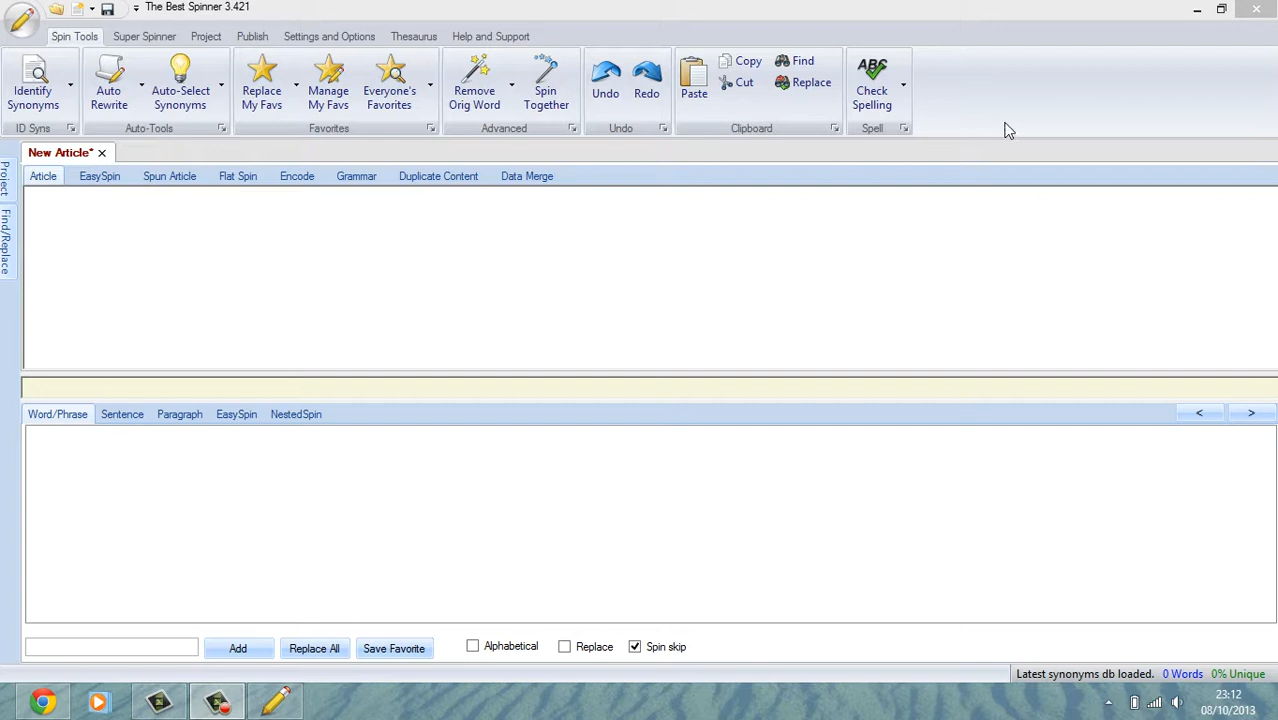 The Best Spinner 3.421
Spin Tools Super Spinner Project Publish Settings and Options Thesaurus Help and Support
Identify Synonyms
Auto Rewrite
Auto-Select Synonyms
Replace My Favs
Manage My Favs
Everyone's Favorites
Remove Orig Word
Spin Together
Undo
Redo
Paste
Copy
Cut
Find
Replace
ABC
Check Spelling
ID Syns Auto-Tools Favorites Advanced Undo Clipboard Spell
New Article*
Project
Find/Replace
Article EasySpin Spun Article Flat Spin Encode Grammar Duplicate Content Data Merge
Word/Phrase Sentence Paragraph EasySpin NestedSpin < >
Add Replace All Save Favorite Alphabetical Replace Spin skip
Latest synonyms db loaded. 0 Words 0% Unique
23:12
08/10/2013